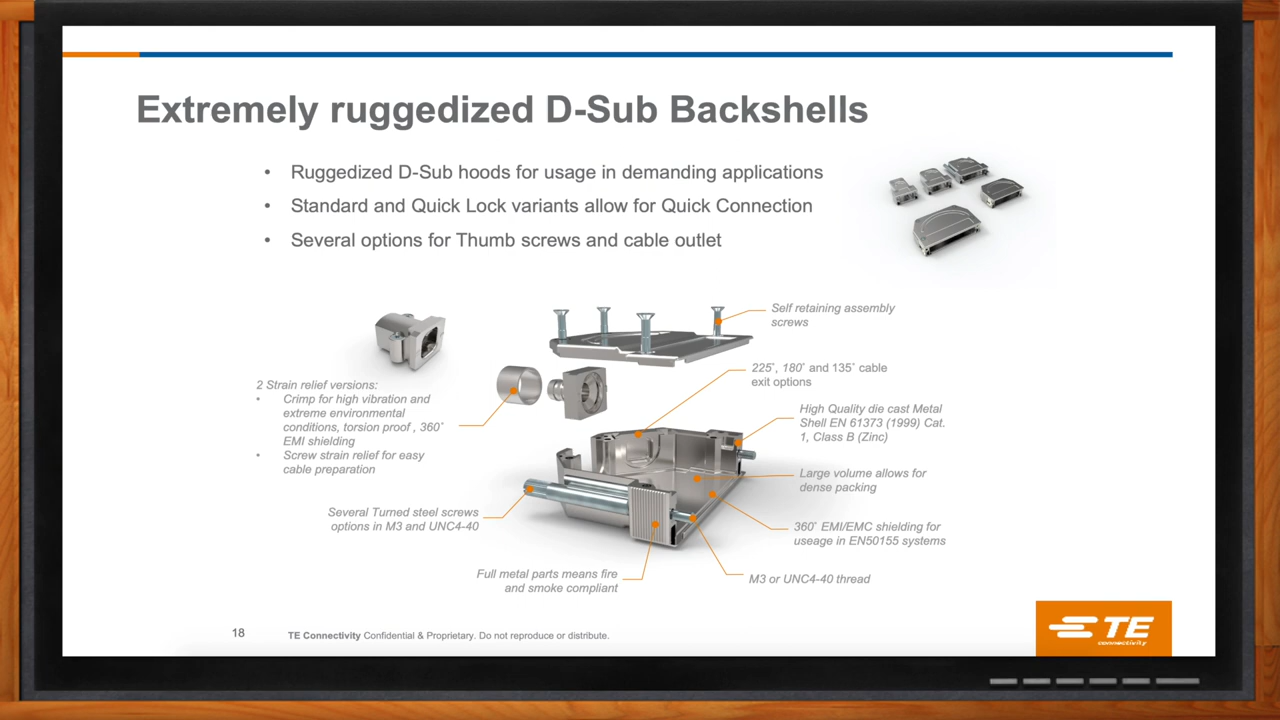 Extremely ruggedized D-Sub Backshells
• Ruggedized D-Sub hoods for usage in demanding applications
• Standard and Quick Lock variants allow for Quick Connection
• Several options for Thumb screws and cable outlet
Self retaining assembly
screws
225˚, 180˚ and 135˚ cable
exit options
2 Strain relief versions:
• Crimp for high vibration and
extreme environmental
conditions, torsion proof , 360˚
EMI shielding
• Screw strain relief for easy
cable preparation
High Quality die cast Metal
Shell EN 61373 (1999) Cat.
1, Class B (Zinc)
Large volume allows for
dense packing
Several Turned steel screws
options in M3 and UNC4-40
360˚ EMI/EMC shielding for
useage in EN50155 systems
Full metal parts means fire
and smoke compliant
M3 or UNC4-40 thread
18
TE Connectivity Confidential & Proprietary. Do not reproduce or distribute.
TE
connectivity